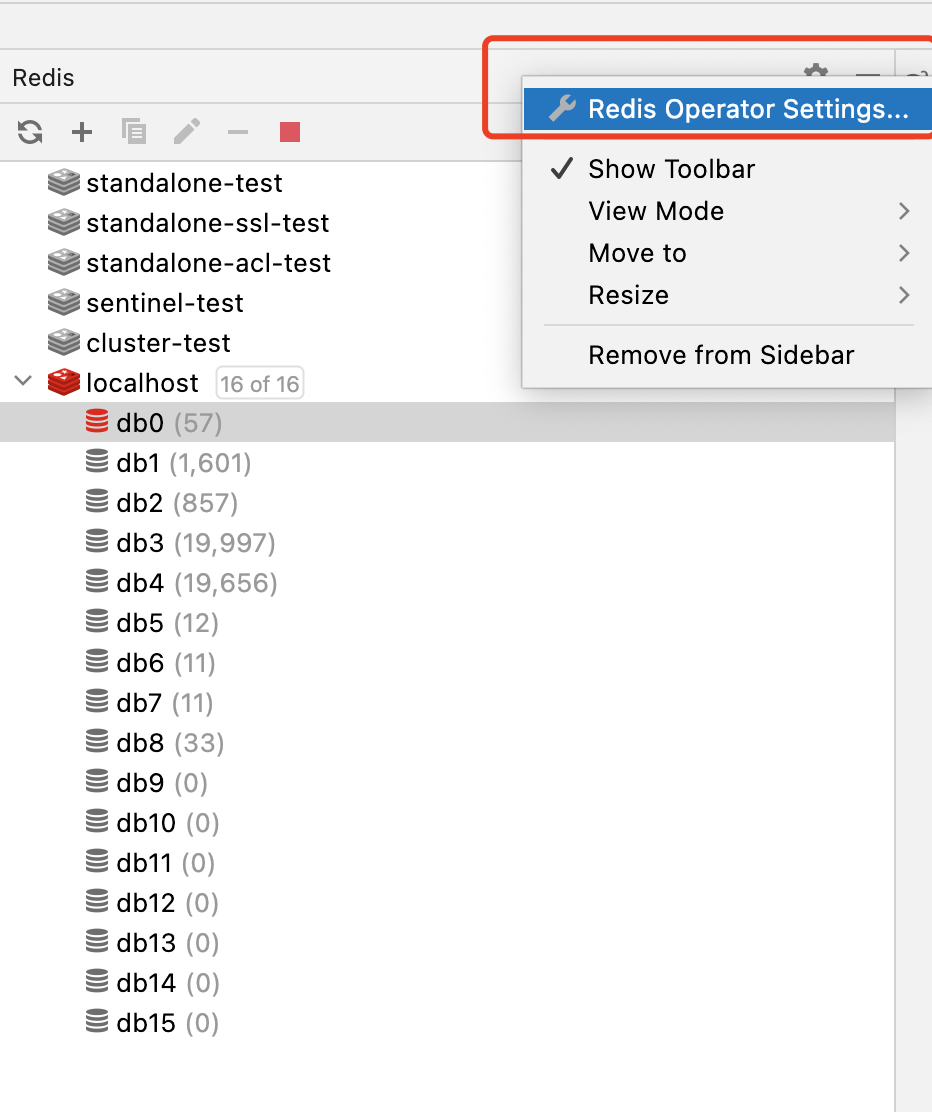 Redis
Redis Operator Settings...
Show Toolbar
View Mode
Move to
Resize
Remove from Sidebar
standalone-test
standalone-ssl-test
standalone-acl-test
sentinel-test
cluster-test
localhost 16 of 16
db0 (57)
db1 (1,601)
db2 (857)
db3 (19,997)
db4 (19,656)
db5 (12)
db6 (11)
db7 (11)
db8 (33)
db9 (0)
db10 (0)
db11 (0)
db12 (0)
db13 (0)
db14 (0)
db15 (0)